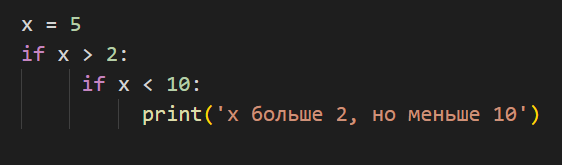 x = 5
if x > 2:
    if x < 10:
        print('x больше 2, но меньше 10')